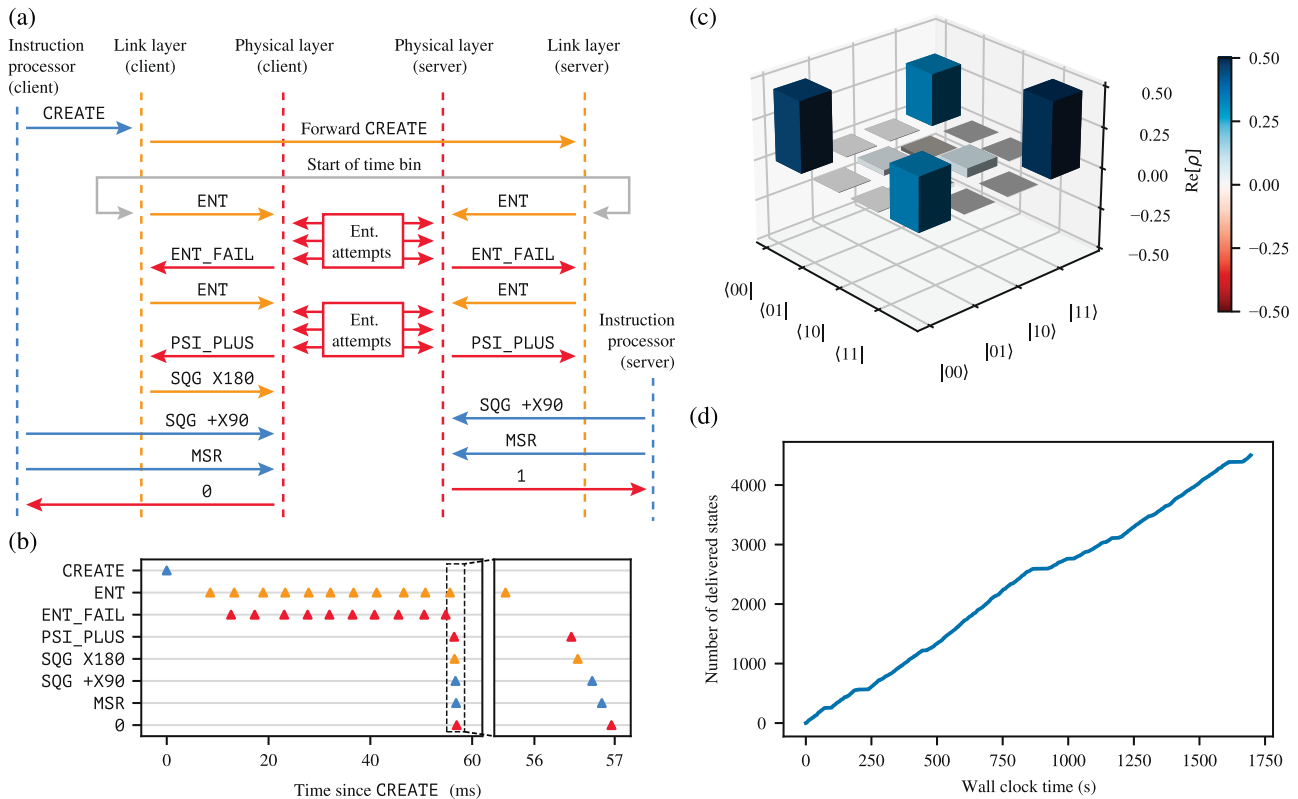 (a)
Instruction
processor
(client)
Link layer
(client)
Physical layer
(client)
Physical layer
(server)
Link layer
(server)
CREATE
Forward CREATE
Start of time bin
ENT
ENT
Ent.
attempts
ENT_FAIL
ENT_FAIL
ENT
ENT
Ent.
attempts
Instruction
processor
(server)
PSI_PLUS
PSI_PLUS
SQG X180
SQG +X90
SQG +X90
MSR
MSR
0
1
(b)
CREATE
ENT
ENT_FAIL
PSI_PLUS
SQG X180
SQG +X90
MSR
0
0
20
40
60
56
57
Time since CREATE (ms)
(c)
0.50
0.25
0.00
−0.25
−0.50
⟨00|
⟨01|
⟨10|
⟨11|
|00⟩
|01⟩
|10⟩
|11⟩
Re[ρ]
0.50
0.25
0.00
−0.25
−0.50
(d)
Number of delivered states
4000
3000
2000
1000
0
0
250
500
750
1000
1250
1500
1750
Wall clock time (s)